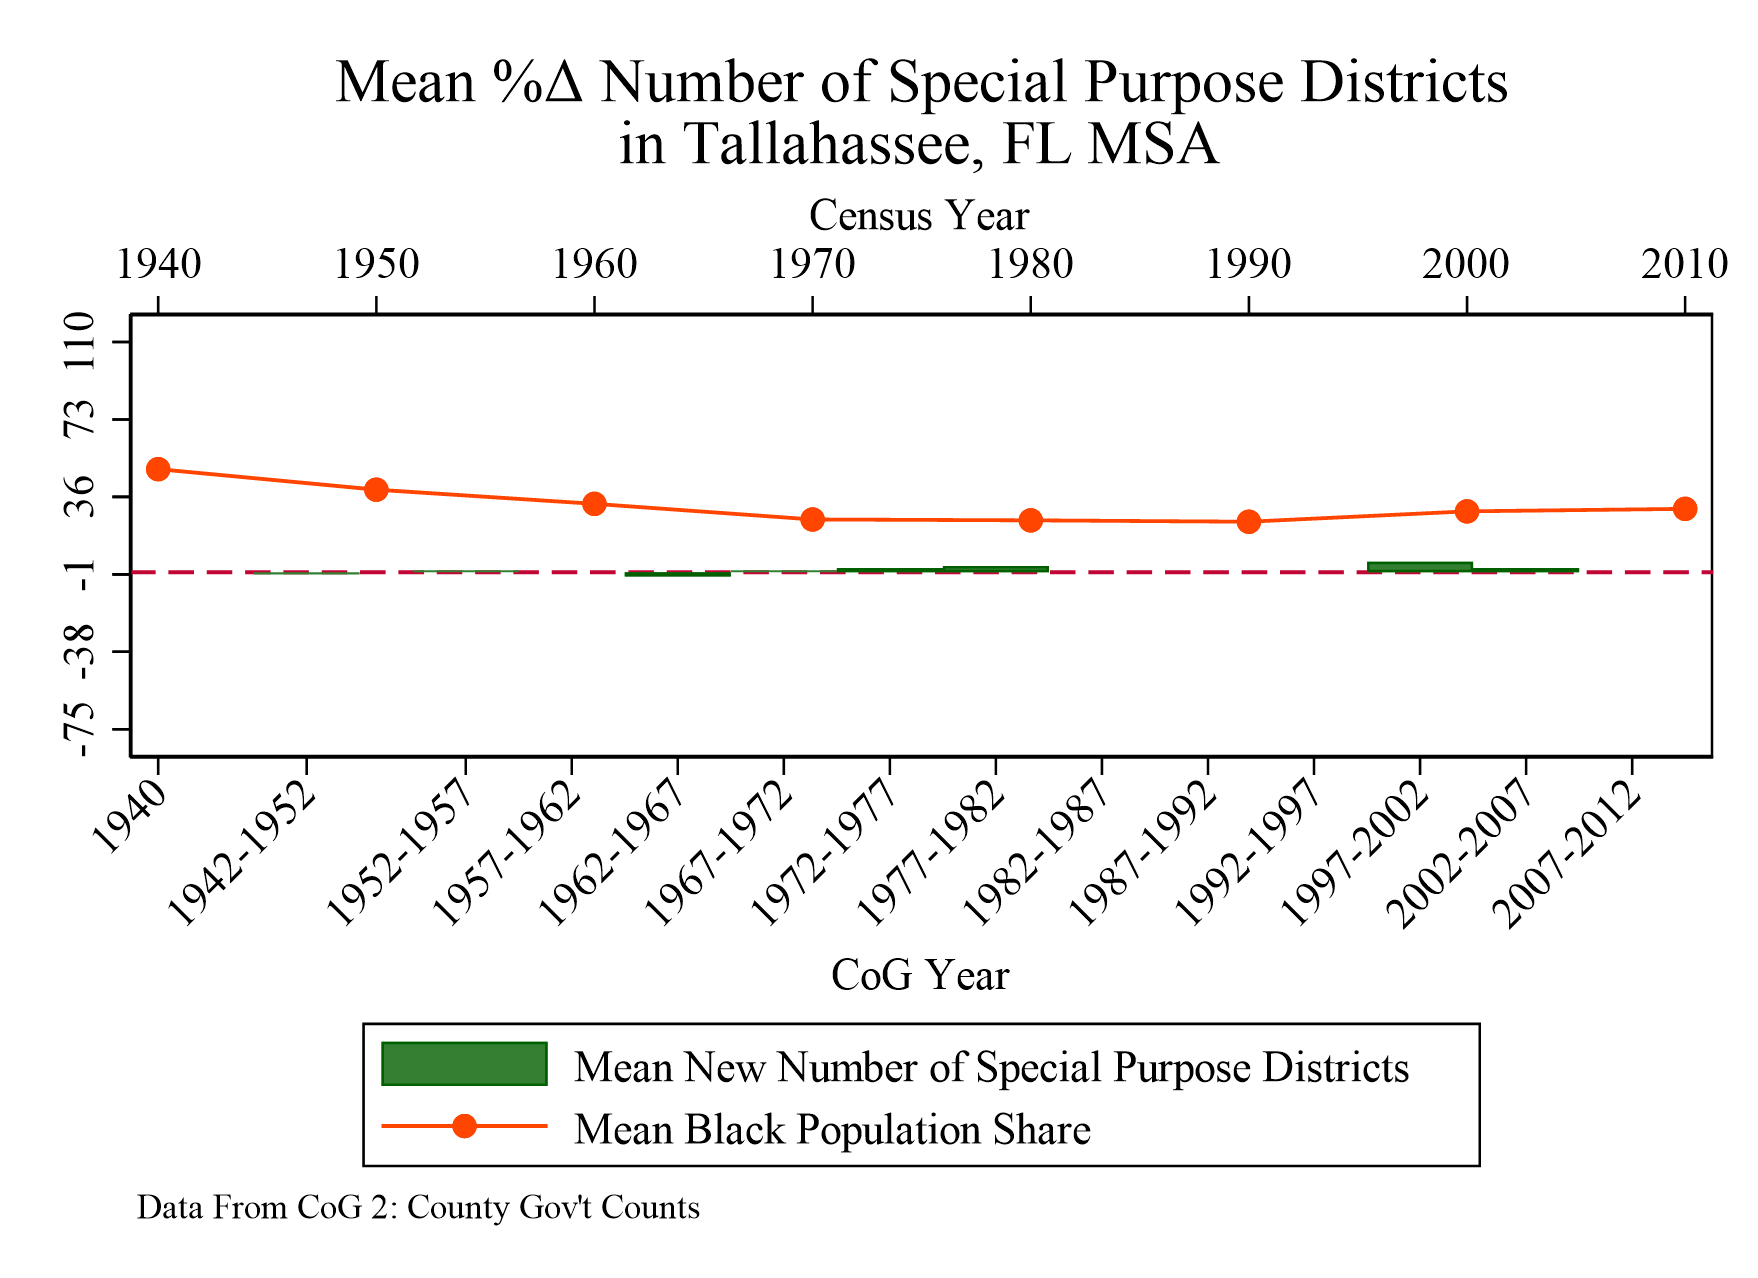 Mean %Δ Number of Special Purpose Districts
in Tallahassee, FL MSA
Census Year
1940 1950 1960 1970 1980 1990 2000 2010
110
73
36
-1
-38
-75
1940 1942-1952 1952-1957 1957-1962 1962-1967 1967-1972 1972-1977 1977-1982 1982-1987 1987-1992 1992-1997 1997-2002 2002-2007 2007-2012
CoG Year
Mean New Number of Special Purpose Districts
Mean Black Population Share
Data From CoG 2: County Gov't Counts